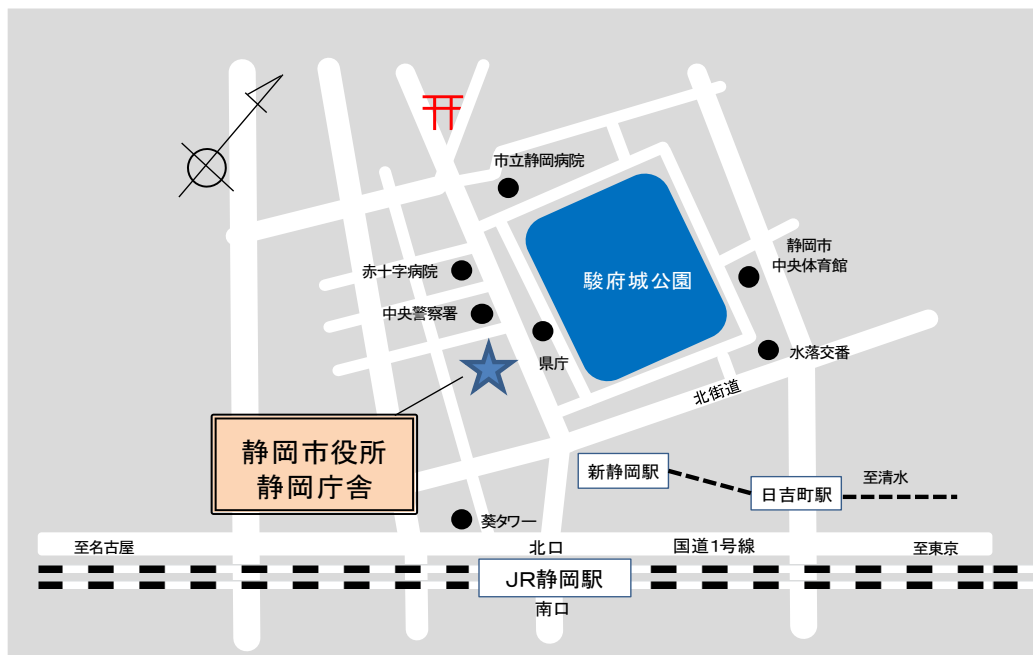 市立静岡病院
静岡市
中央体育館
赤十字病院
駿府城公園
中央警察署
県庁
水落交番
北街道
静岡市役所
静岡庁舎
新静岡駅
至清水
日吉町駅
葵タワー
至名古屋
北口
国道1号線
至東京
JR静岡駅
南口